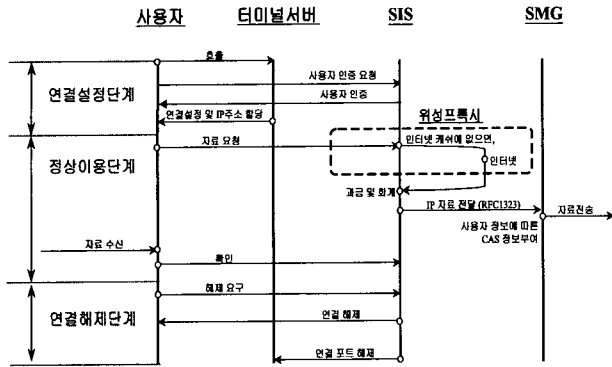 사용자 터미널서버 SIS SMG
호출
사용자 인증 요청
사용자 인증
연결설정단계
연결설정 및 IP주소 할당
위성프록시
자료 요청
인터넷 캐쉬에 없으면,
인터넷
정상이용단계
과금 및 회계
IP 자료 전달 (RFC1323)
자료전송
사용자 정보에 따른
CAS 정보부여
자료 수신
확인
해제 요구
연결해제단계
연결 해제
연결 포트 해제